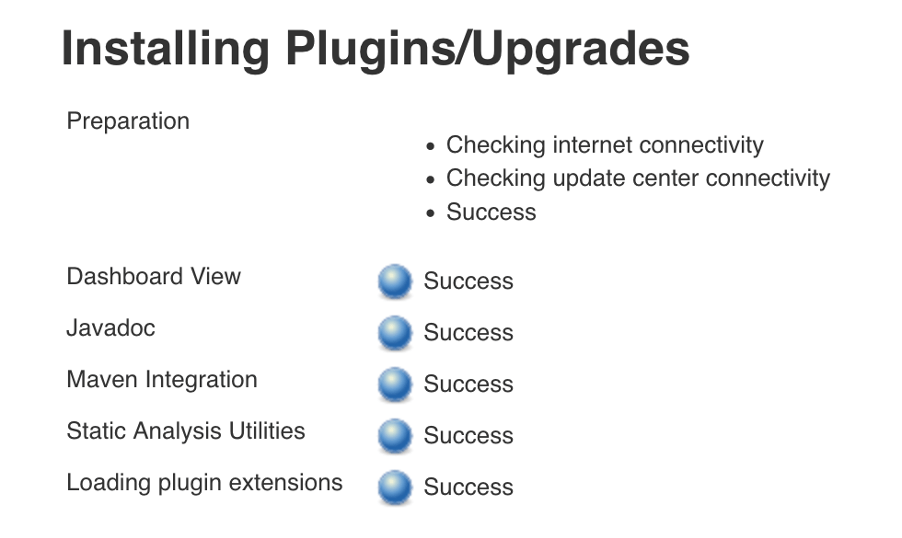 Installing Plugins/Upgrades
Preparation
• Checking internet connectivity
• Checking update center connectivity
• Success
Dashboard View Success
Javadoc Success
Maven Integration Success
Static Analysis Utilities Success
Loading plugin extensions Success